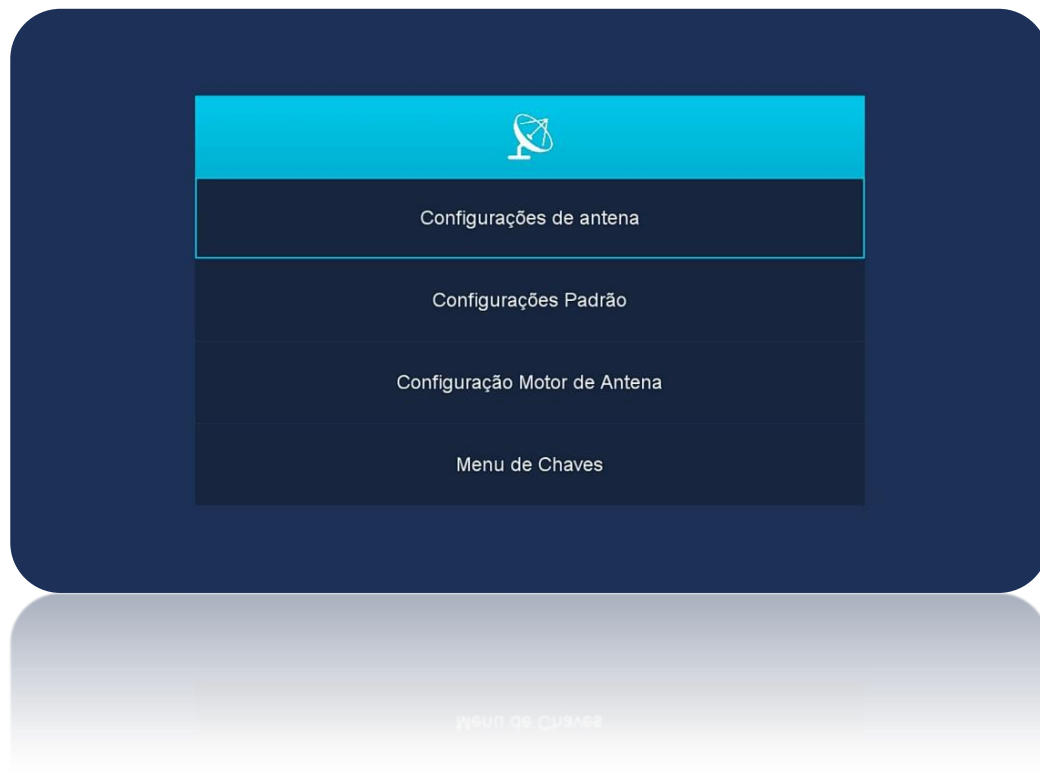 Configurações de antena
Configurações Padrão
Configuração Motor de Antena
Menu de Chaves